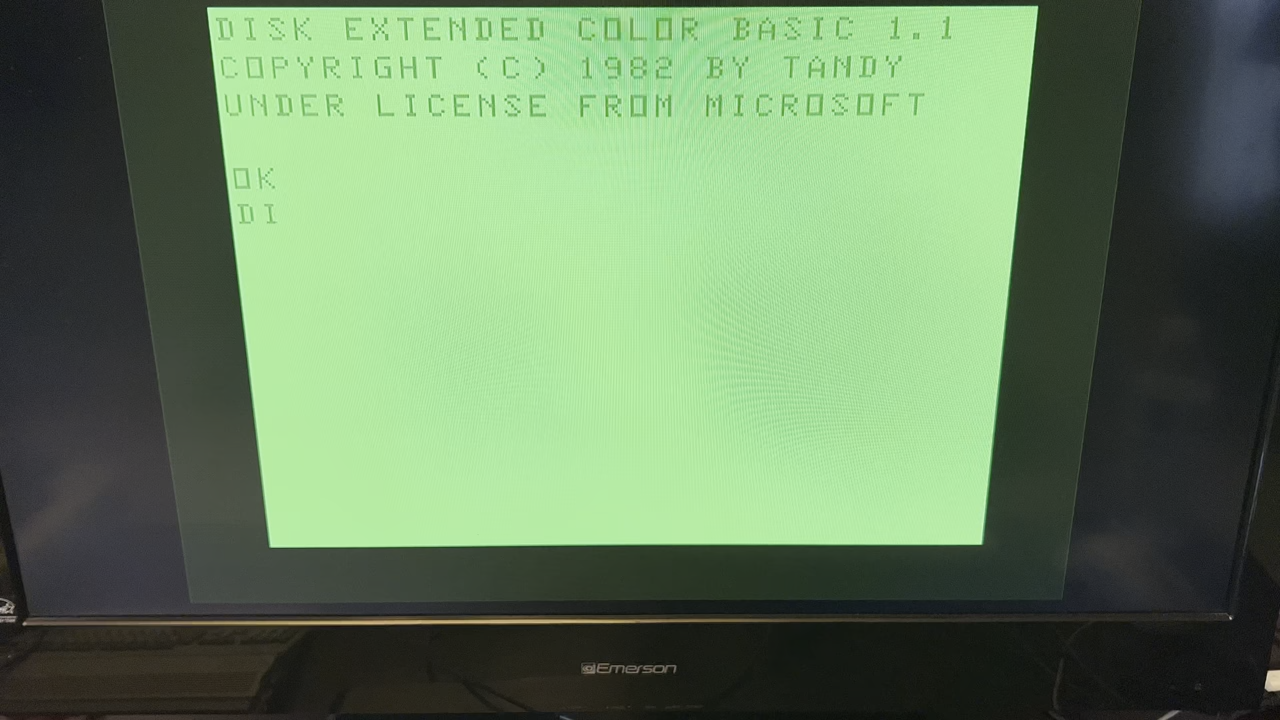 DISK EXTENDED COLOR BASIC 1.1
COPYRIGHT (C) 1982 BY TANDY
UNDER LICENSE FROM MICROSOFT
OK
DI
Emerson